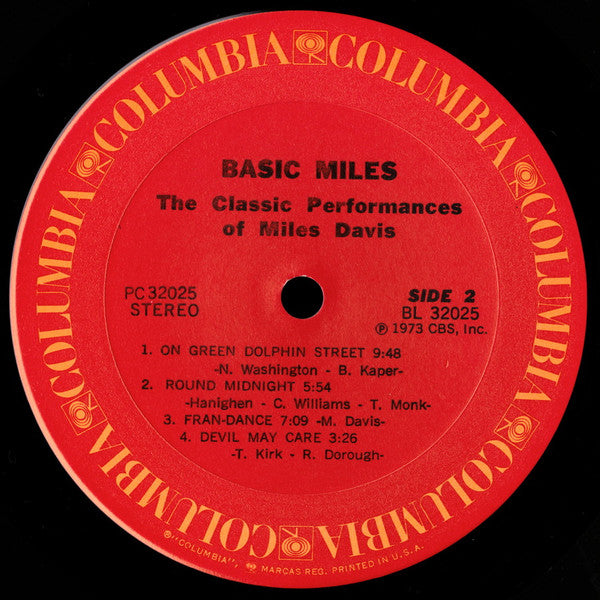 COLUMBIA COLUMBIA COLUMBIA COLUMBIA COLUMBIA COLUMBIA
BASIC MILES
The Classic Performances
of Miles Davis
PC 32025
STEREO
SIDE 2
BL 32025
℗ 1973 CBS, Inc.
1. ON GREEN DOLPHIN STREET 9:48
-N. Washington - B. Kaper-
2. ROUND MIDNIGHT 5:54
-Hanighen - C. Williams - T. Monk-
3. FRAN-DANCE 7:09 -M. Davis-
4. DEVIL MAY CARE 3:26
-T. Kirk - R. Dorough-
®"COLUMBIA", MARCAS REG. PRINTED IN U.S.A.